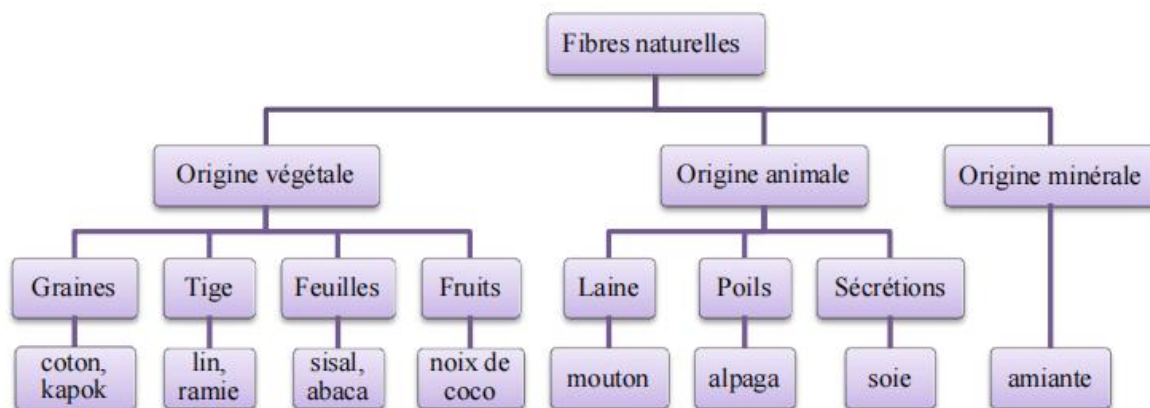 Fibres naturelles
Origine végétale
Origine animale
Origine minérale
Graines
Tige
Feuilles
Fruits
Laine
Poils
Sécrétions
coton,
kapok
lin,
ramie
sisal,
abaca
noix de
coco
mouton
alpaga
soie
amiante